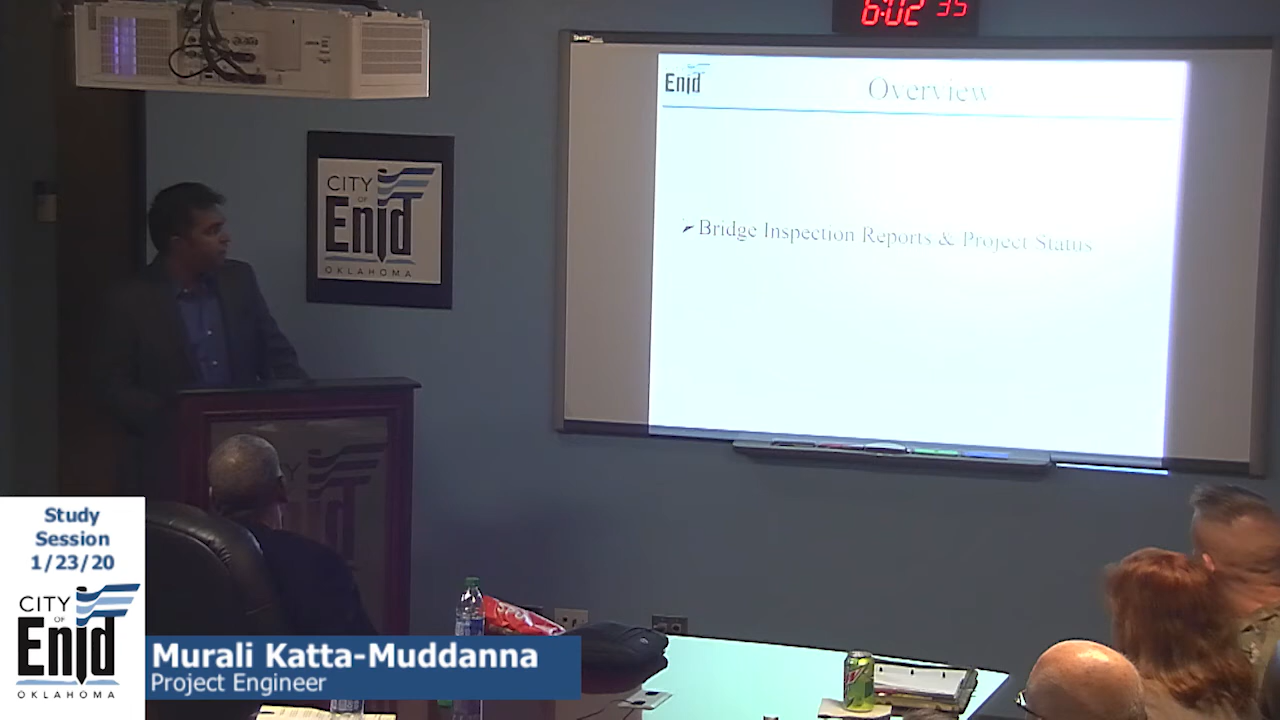 6:02 35
Enid
Overview
➢ Bridge Inspection Reports & Project Status
CITY
OF
Enid
OKLAHOMA
Study
Session
1/23/20
CITY
OF
Enid
OKLAHOMA
Murali Katta-Muddanna
Project Engineer